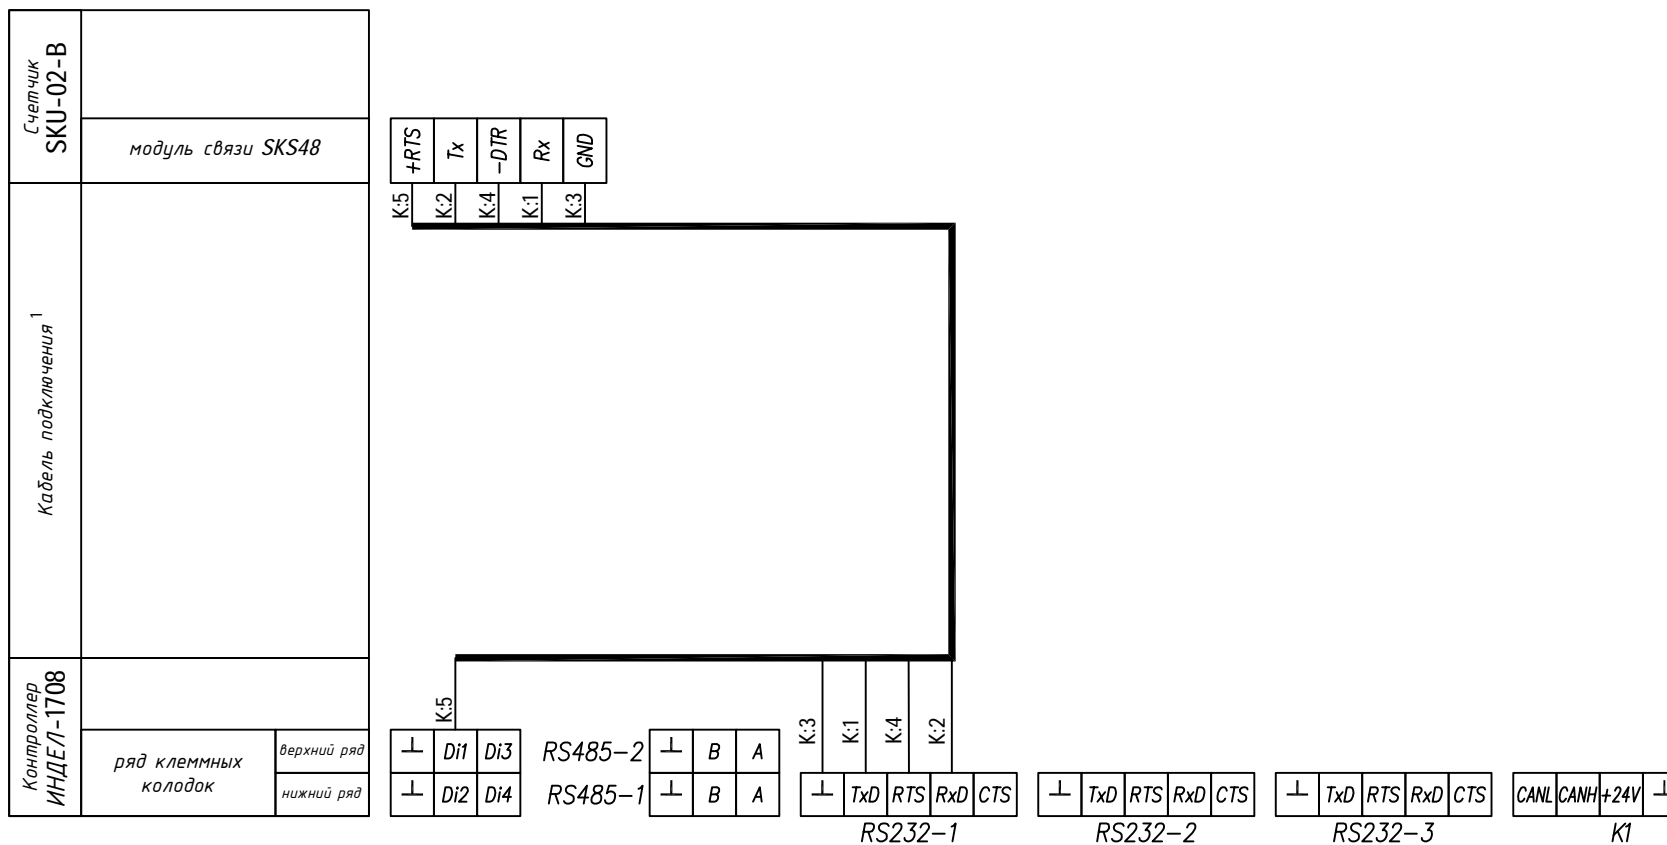 Счетчик
SKU-02-В
модуль связи SKS48
+RTS Tx -DTR Rx GND
К:5 К:2 К:4 К:1 К:3
Кабель подключения 1
Контроллер
ИНДЕЛ-1708
ряд клеммных
колодок
верхний ряд
нижний ряд
К:5
К:3 К:1 К:4 К:2
⊥ Di1 Di3 RS485-2 ⊥ B A
⊥ Di2 Di4 RS485-1 ⊥ B A
⊥ TxD RTS RxD CTS
⊥ TxD RTS RxD CTS
⊥ TxD RTS RxD CTS
CANL CANH +24V ⊥
RS232-1 RS232-2 RS232-3 K1